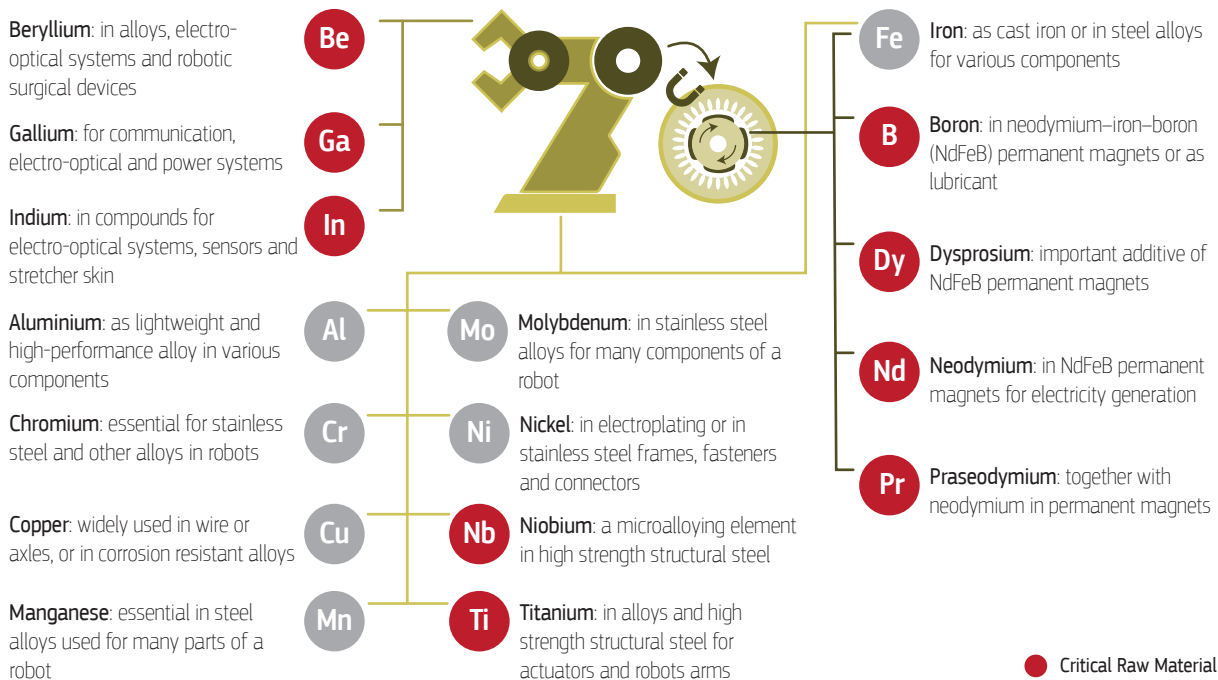 Beryllium: in alloys, electro-
optical systems and robotic
surgical devices
Be
Gallium: for communication,
electro-optical and power systems
Ga
Indium: in compounds for
electro-optical systems, sensors and
stretcher skin
In
Aluminium: as lightweight and
high-performance alloy in various
components
Al
Chromium: essential for stainless
steel and other alloys in robots
Cr
Copper: widely used in wire or
axles, or in corrosion resistant alloys
Cu
Manganese: essential in steel
alloys used for many parts of a
robot
Mn
Mo
Molybdenum: in stainless steel
alloys for many components of a
robot
Ni
Nickel: in electroplating or in
stainless steel frames, fasteners
and connectors
Nb
Niobium: a microalloying element
in high strength structural steel
Ti
Titanium: in alloys and high
strength structural steel for
actuators and robots arms
Fe
Iron: as cast iron or in steel alloys
for various components
B
Boron: in neodymium–iron–boron
(NdFeB) permanent magnets or as
lubricant
Dy
Dysprosium: important additive of
NdFeB permanent magnets
Nd
Neodymium: in NdFeB permanent
magnets for electricity generation
Pr
Praseodymium: together with
neodymium in permanent magnets
Critical Raw Material